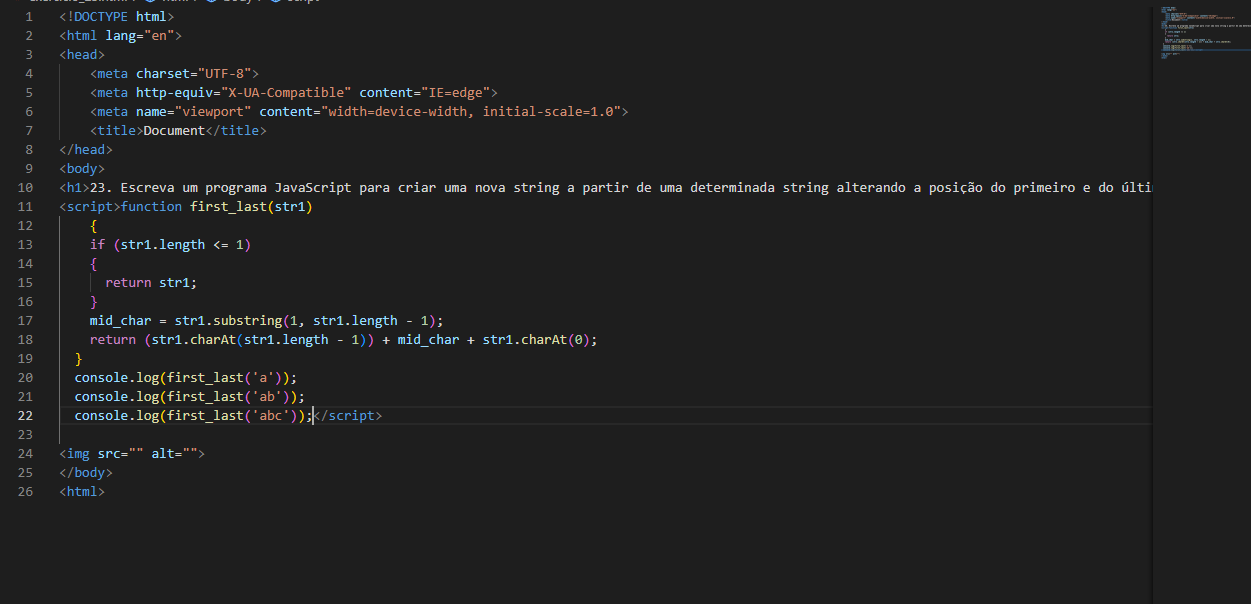 1 <!DOCTYPE html>
2 <html lang="en">
3 <head>
4     <meta charset="UTF-8">
5     <meta http-equiv="X-UA-Compatible" content="IE=edge">
6     <meta name="viewport" content="width=device-width, initial-scale=1.0">
7     <title>Document</title>
8 </head>
9 <body>
10 <h1>23. Escreva um programa JavaScript para criar uma nova string a partir de uma determinada string alterando a posição do primeiro e do últi
11 <script>function first_last(str1)
12     {
13     if (str1.length <= 1)
14     {
15       return str1;
16     }
17     mid_char = str1.substring(1, str1.length - 1);
18     return (str1.charAt(str1.length - 1)) + mid_char + str1.charAt(0);
19   }
20   console.log(first_last('a'));
21   console.log(first_last('ab'));
22   console.log(first_last('abc'));</script>
23
24 <img src="" alt="">
25 </body>
26 <html>